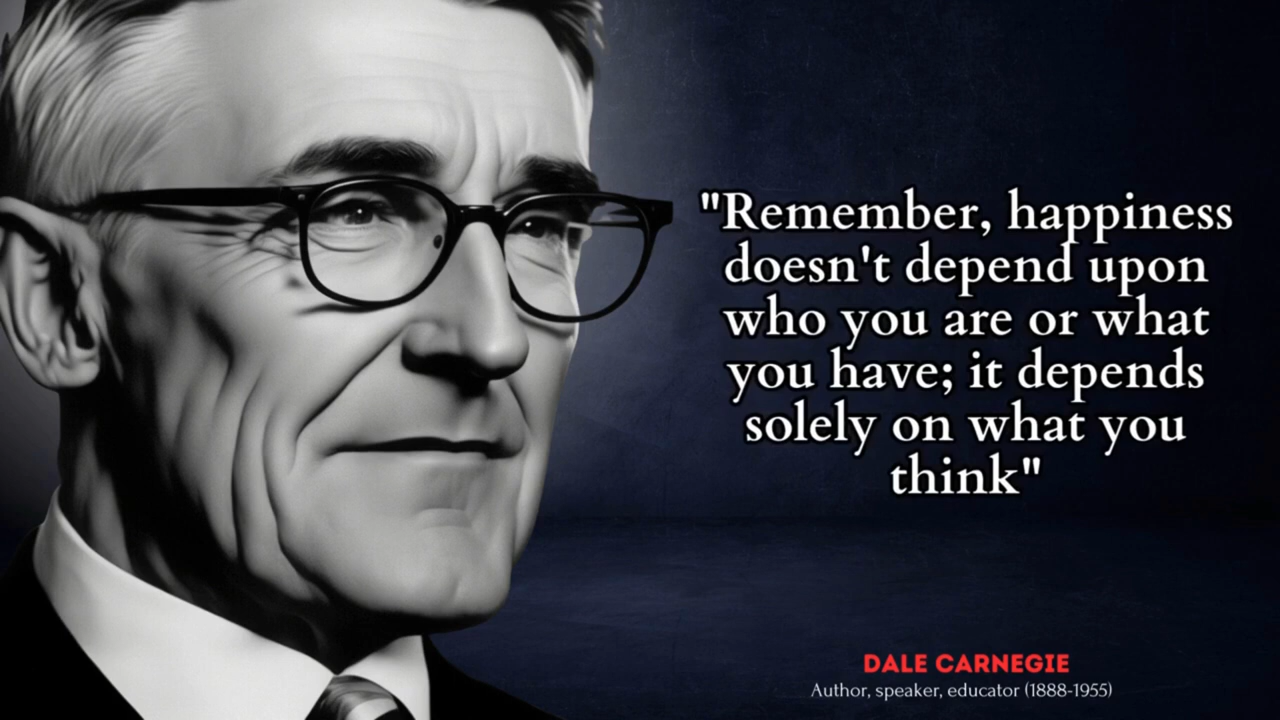 "Remember, happiness
doesn't depend upon
who you are or what
you have; it depends
solely on what you
think"
DALE CARNEGIE
Author, speaker, educator (1888-1955)